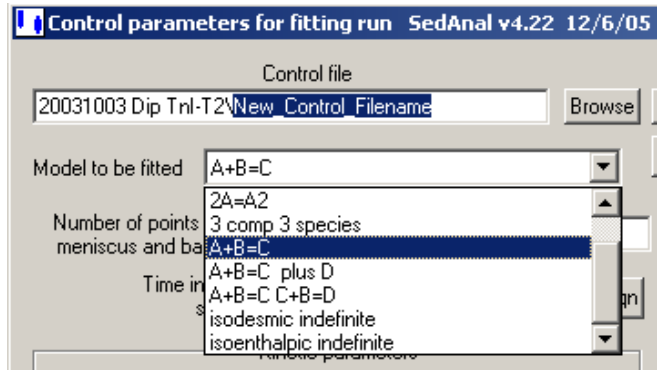 Control parameters for fitting run SedAnal v4.22 12/6/05
Control file
20031003 Dip TnI-T2\New_Control_Filename
Browse
Model to be fitted
A+B=C
2A=A2
Number of points
3 comp 3 species
meniscus and ba
A+B=C
A+B=C plus D
Time in
A+B=C C+B=D
isodesmic indefinite
isoenthalpic indefinite
Kinetic parameters